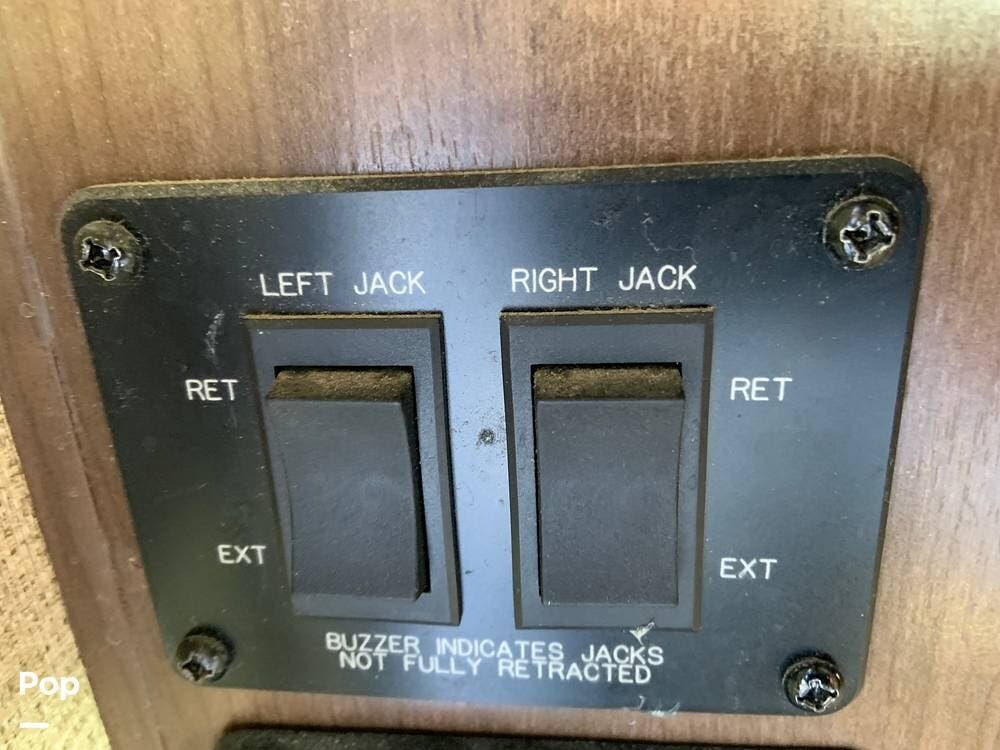 LEFT JACK
RIGHT JACK
RET
RET
EXT
EXT
BUZZER INDICATES JACKS
NOT FULLY RETRACTED
Pop